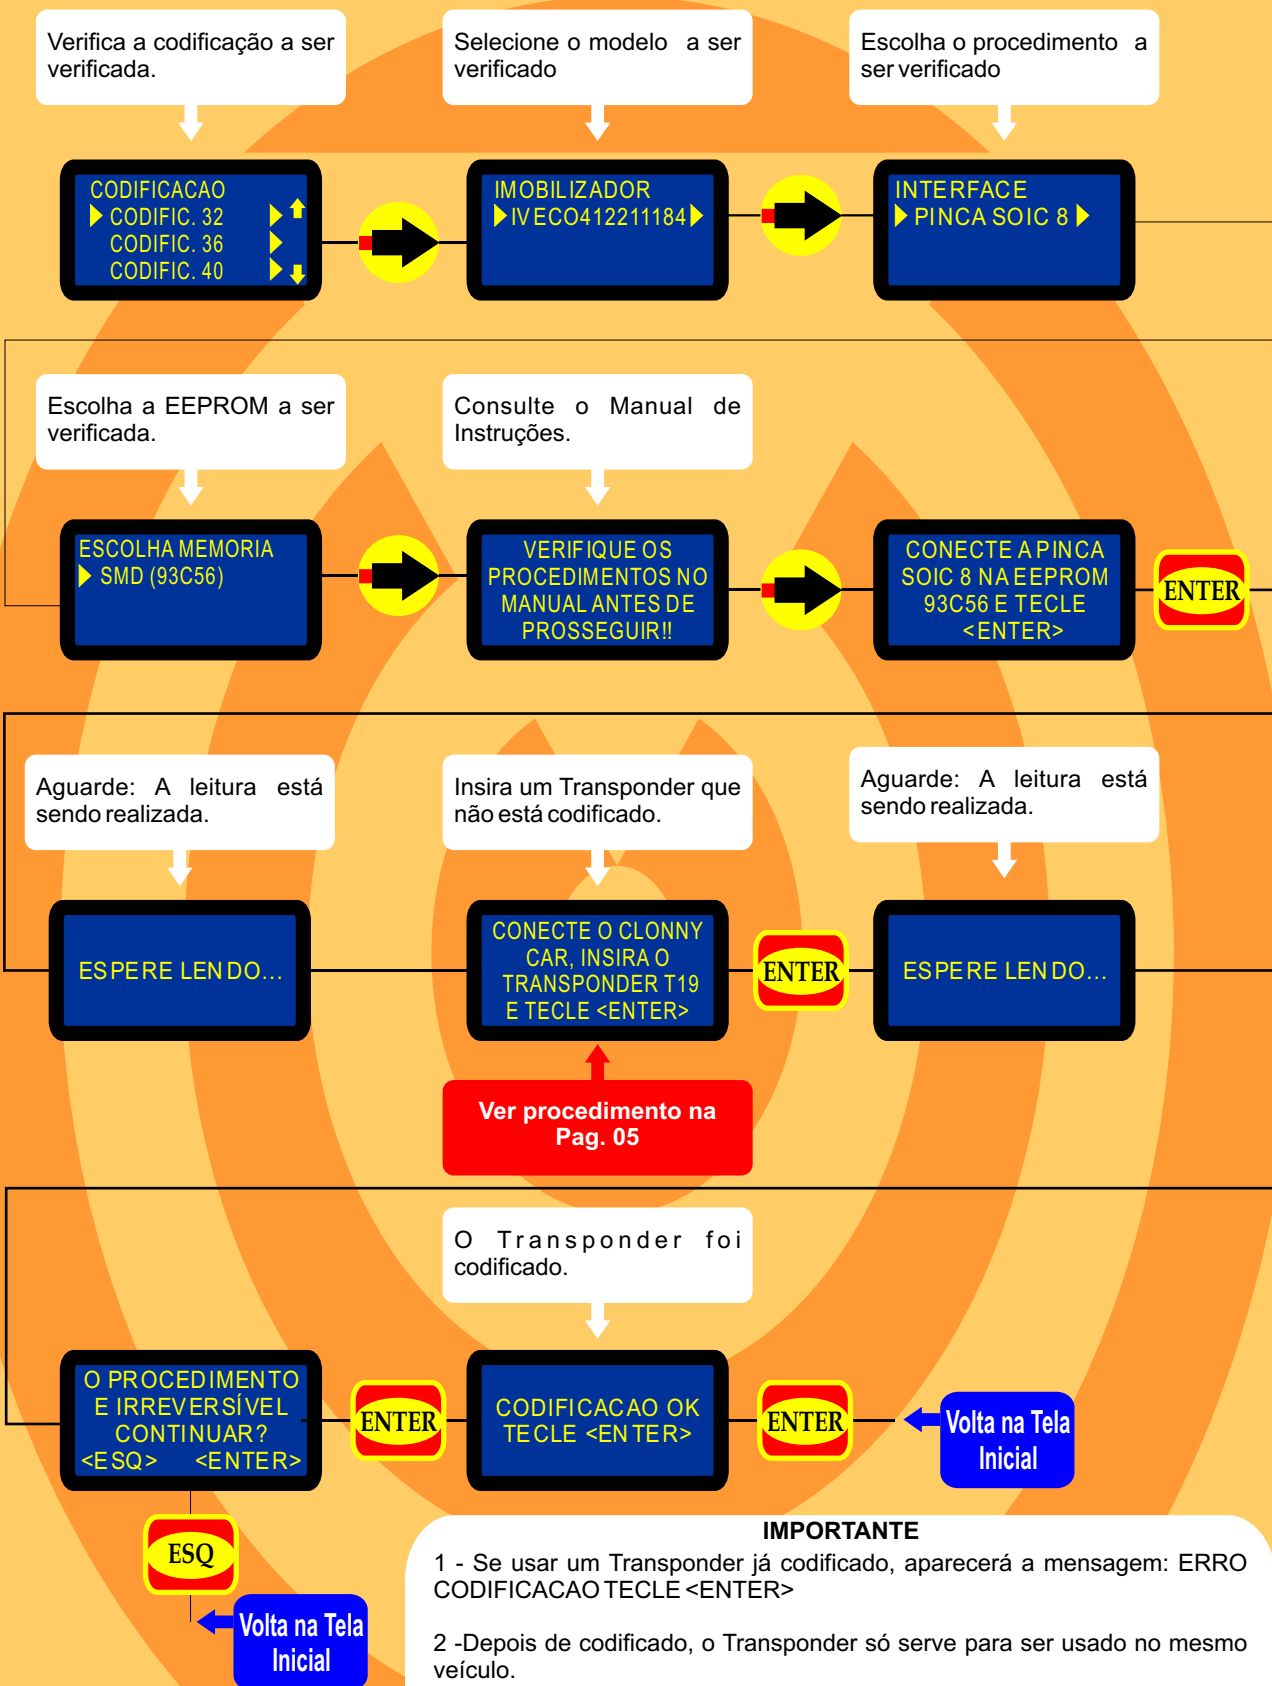 Verifica a codificação a ser
verificada.
Selecione o modelo a ser
verificado
Escolha o procedimento a
ser verificado
CODIFICACAO
CODIFIC. 32
CODIFIC. 36
CODIFIC. 40
IMOBILIZADOR
IVECO412211184
INTERFACE
PINCA SOIC 8
Escolha a EEPROM a ser
verificada.
Consulte o Manual de
Instruções.
ESCOLHA MEMORIA
SMD (93C56)
VERIFIQUE OS
PROCEDIMENTOS NO
MANUAL ANTES DE
PROSSEGUIR!!
CONECTE A PINCA
SOIC 8 NA EEPROM
93C56 E TECLE
<ENTER>
ENTER
Aguarde: A leitura está
sendo realizada.
Insira um Transponder que
não está codificado.
Aguarde: A leitura está
sendo realizada.
ESPERE LENDO...
CONECTE O CLONNY
CAR, INSIRA O
TRANSPONDER T19
E TECLE <ENTER>
ENTER
ESPERE LENDO...
Ver procedimento na
Pag. 05
O Transponder foi
codificado.
O PROCEDIMENTO
E IRREVERSÍVEL
CONTINUAR?
<ESQ> <ENTER>
ENTER
CODIFICACAO OK
TECLE <ENTER>
ENTER
Volta na Tela
Inicial
ESQ
Volta na Tela
Inicial
IMPORTANTE
1 - Se usar um Transponder já codificado, aparecerá a mensagem: ERRO
CODIFICACAO TECLE <ENTER>
2 -Depois de codificado, o Transponder só serve para ser usado no mesmo
veículo.